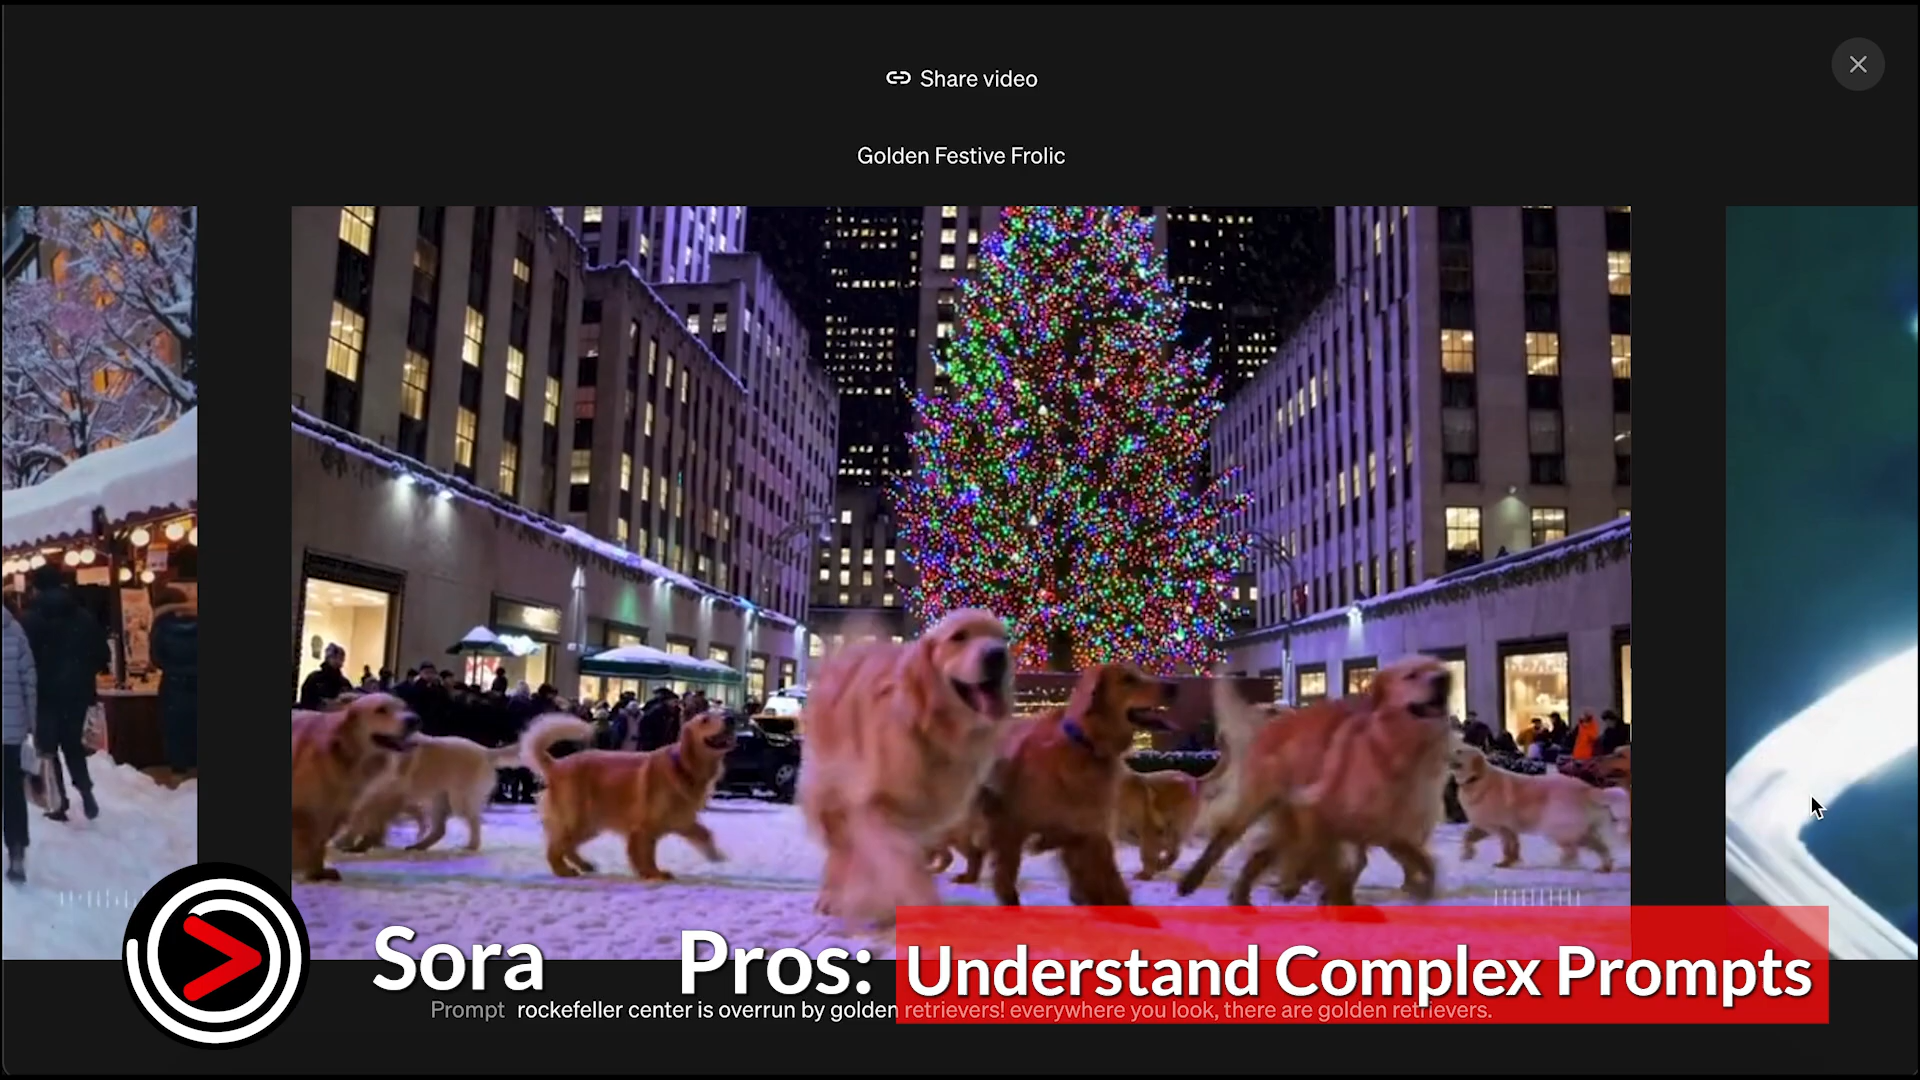 Share video
Golden Festive Frolic
Sora Pros: Understand Complex Prompts
Prompt rockefeller center is overrun by golden retrievers! everywhere you look, there are golden retrievers.